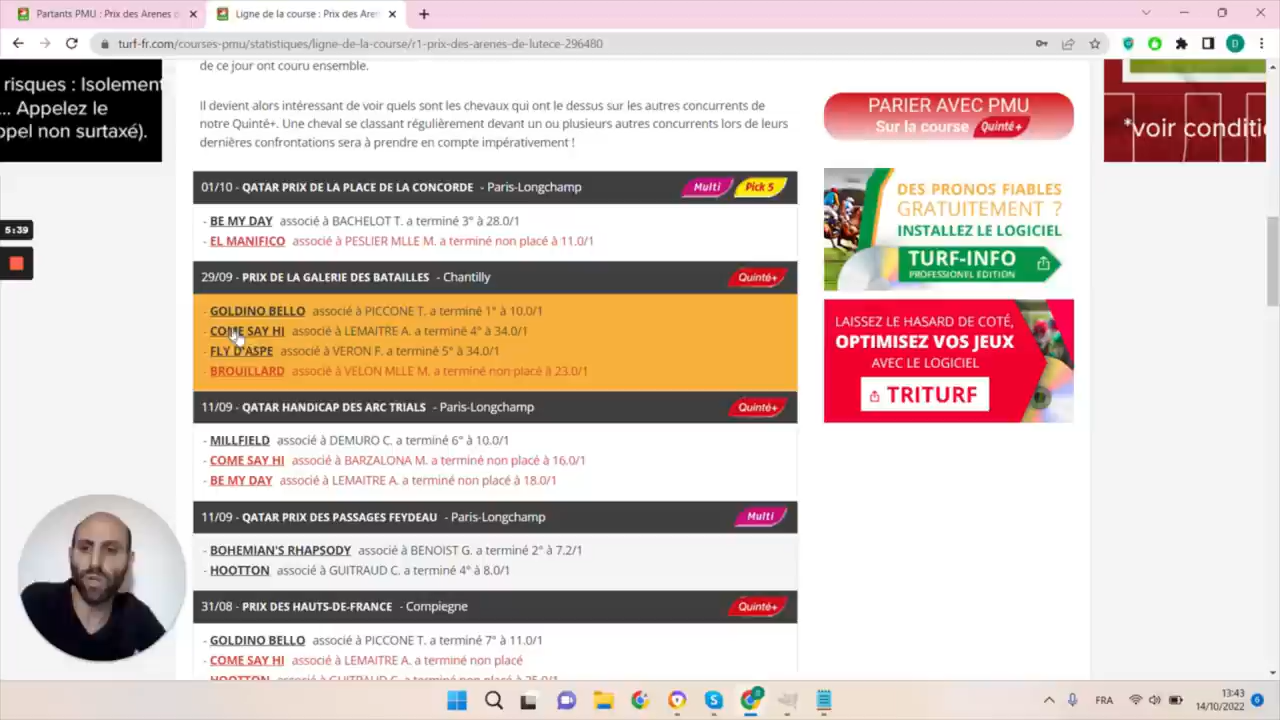 Partants PMU : Prix des Arenes d
Ligne de la course : Prix des Aren
turf-fr.com/courses-pmu/statistiques/ligne-de-la-course/r1-prix-des-arenes-de-lutece-296480
D
risques : Isolement
... Appelez le
ppel non surtaxé).
5:39
de ce jour ont couru ensemble.
Il devient alors intéressant de voir quels sont les chevaux qui ont le dessus sur les autres concurrents de
notre Quinté+. Une cheval se classant régulièrement devant un ou plusieurs autres concurrents lors de leurs
dernières confrontations sera à prendre en compte impérativement !
01/10 - QATAR PRIX DE LA PLACE DE LA CONCORDE - Paris-Longchamp Multi Pick 5
- BE MY DAY associé à BACHELOT T. a terminé 3° à 28.0/1
- EL MANIFICO associé à PESLIER MLLE M. a terminé non placé à 11.0/1
29/09 - PRIX DE LA GALERIE DES BATAILLES - Chantilly Quinté+
- GOLDINO BELLO associé à PICCONE T. a terminé 1° à 10.0/1
- COME SAY HI associé à LEMAITRE A. a terminé 4° à 34.0/1
- FLY D'ASPE associé à VERON F. a terminé 5° à 34.0/1
- BROUILLARD associé à VELON MLLE M. a terminé non placé à 23.0/1
11/09 - QATAR HANDICAP DES ARC TRIALS - Paris-Longchamp Quinté+
- MILLFIELD associé à DEMURO C. a terminé 6° à 10.0/1
- COME SAY HI associé à BARZALONA M. a terminé non placé à 16.0/1
- BE MY DAY associé à LEMAITRE A. a terminé non placé à 18.0/1
11/09 - QATAR PRIX DES PASSAGES FEYDEAU - Paris-Longchamp Multi
- BOHEMIAN'S RHAPSODY associé à BENOIST G. a terminé 2° à 7.2/1
- HOOTTON associé à GUITRAUD C. a terminé 4° à 8.0/1
31/08 - PRIX DES HAUTS-DE-FRANCE - Compiegne Quinté+
- GOLDINO BELLO associé à PICCONE T. a terminé 7° à 11.0/1
- COME SAY HI associé à LEMAITRE A. a terminé non placé
- HOOTTON associé à GUITRAUD C. a terminé non placé à 25.0/1
PARIER AVEC PMU
Sur la course Quinté+
DES PRONOS FIABLES
GRATUITEMENT ?
INSTALLEZ LE LOGICIEL
TURF-INFO
PROFESSIONEL EDITION
LAISSEZ LE HASARD DE COTÉ,
OPTIMISEZ VOS JEUX
AVEC LE LOGICIEL
TRITURF
*voir conditi
FRA
13:43
14/10/2022
6